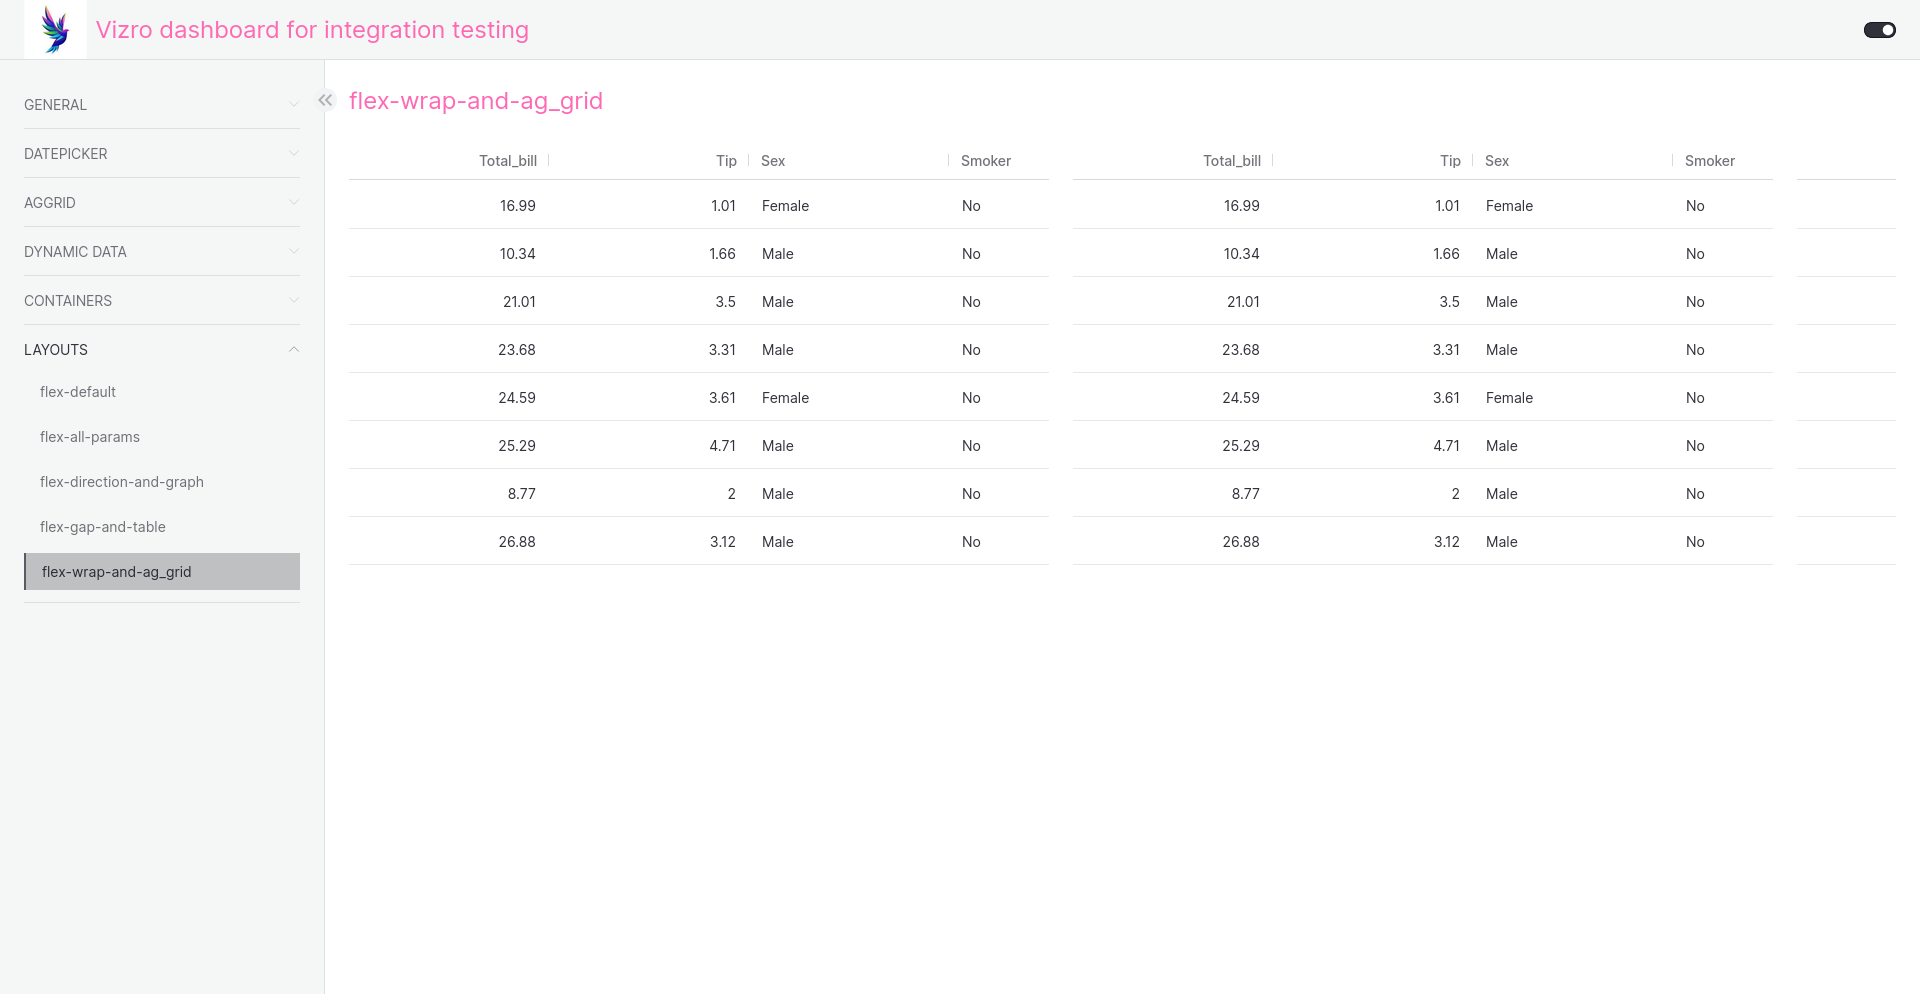 Vizro dashboard for integration testing
GENERAL
DATEPICKER
AGGRID
DYNAMIC DATA
CONTAINERS
LAYOUTS
flex-default
flex-all-params
flex-direction-and-graph
flex-gap-and-table
flex-wrap-and-ag_grid
flex-wrap-and-ag_grid
Total_bill Tip Sex Smoker
16.99 1.01 Female No
10.34 1.66 Male No
21.01 3.5 Male No
23.68 3.31 Male No
24.59 3.61 Female No
25.29 4.71 Male No
8.77 2 Male No
26.88 3.12 Male No
Total_bill Tip Sex Smoker
16.99 1.01 Female No
10.34 1.66 Male No
21.01 3.5 Male No
23.68 3.31 Male No
24.59 3.61 Female No
25.29 4.71 Male No
8.77 2 Male No
26.88 3.12 Male No